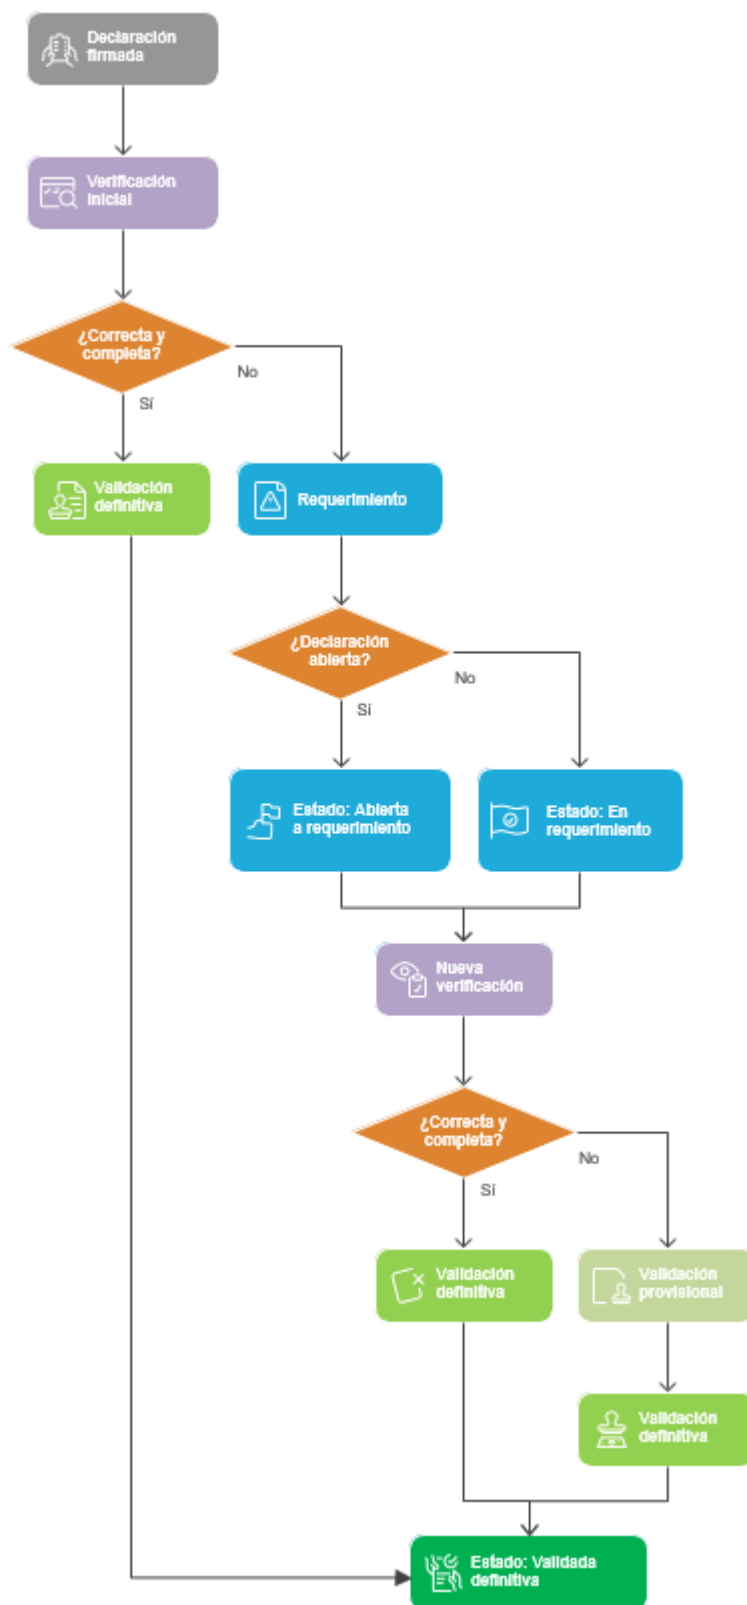 Declaración
firmada
Verificación
inicial
¿Correcta y
completa?
No
Sí
Validación
definitiva
Requerimiento
¿Declaración
abierta?
No
Sí
Estado: Abierta
a requerimiento
Estado: En
requerimiento
Nueva
verificación
¿Correcta y
completa?
No
Sí
Validación
definitiva
Validación
provisional
Validación
definitiva
Estado: Validada
definitiva